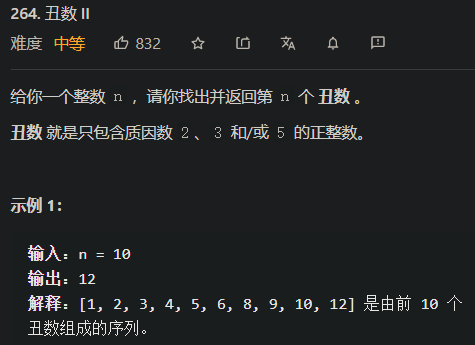 264. 丑数 II
难度 中等 832
给你一个整数 n ，请你找出并返回第 n 个 丑数 。
丑数 就是只包含质因数 2 、 3 和/或 5 的正整数。
示例 1：
输入：n = 10
输出：12
解释：[1, 2, 3, 4, 5, 6, 8, 9, 10, 12] 是由前 10 个
丑数组成的序列。